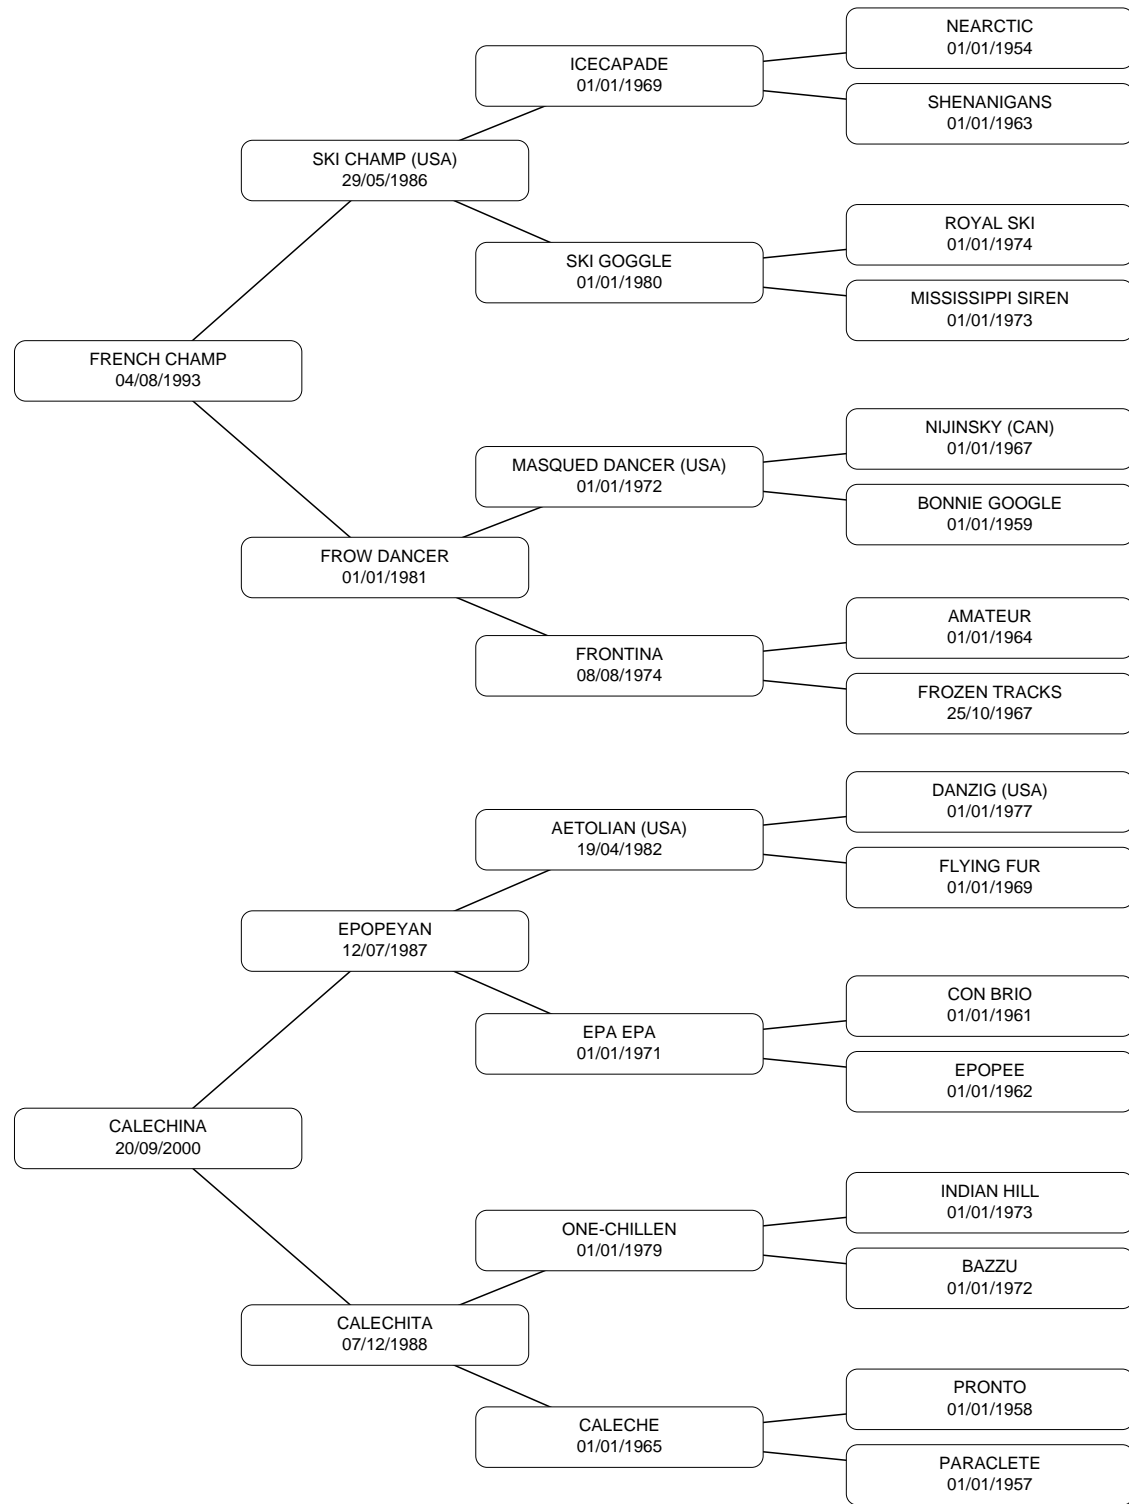 NEARCTIC
01/01/1954
ICECAPADE
01/01/1969
SHENANIGANS
01/01/1963
SKI CHAMP (USA)
29/05/1986
ROYAL SKI
01/01/1974
SKI GOGGLE
01/01/1980
MISSISSIPPI SIREN
01/01/1973
FRENCH CHAMP
04/08/1993
NIJINSKY (CAN)
01/01/1967
MASQUED DANCER (USA)
01/01/1972
BONNIE GOOGLE
01/01/1959
FROW DANCER
01/01/1981
AMATEUR
01/01/1964
FRONTINA
08/08/1974
FROZEN TRACKS
25/10/1967
DANZIG (USA)
01/01/1977
AETOLIAN (USA)
19/04/1982
FLYING FUR
01/01/1969
EPOPEYAN
12/07/1987
CON BRIO
01/01/1961
EPA EPA
01/01/1971
EPOPEE
01/01/1962
CALECHINA
20/09/2000
INDIAN HILL
01/01/1973
ONE-CHILLEN
01/01/1979
BAZZU
01/01/1972
CALECHITA
07/12/1988
PRONTO
01/01/1958
CALECHE
01/01/1965
PARACLETE
01/01/1957